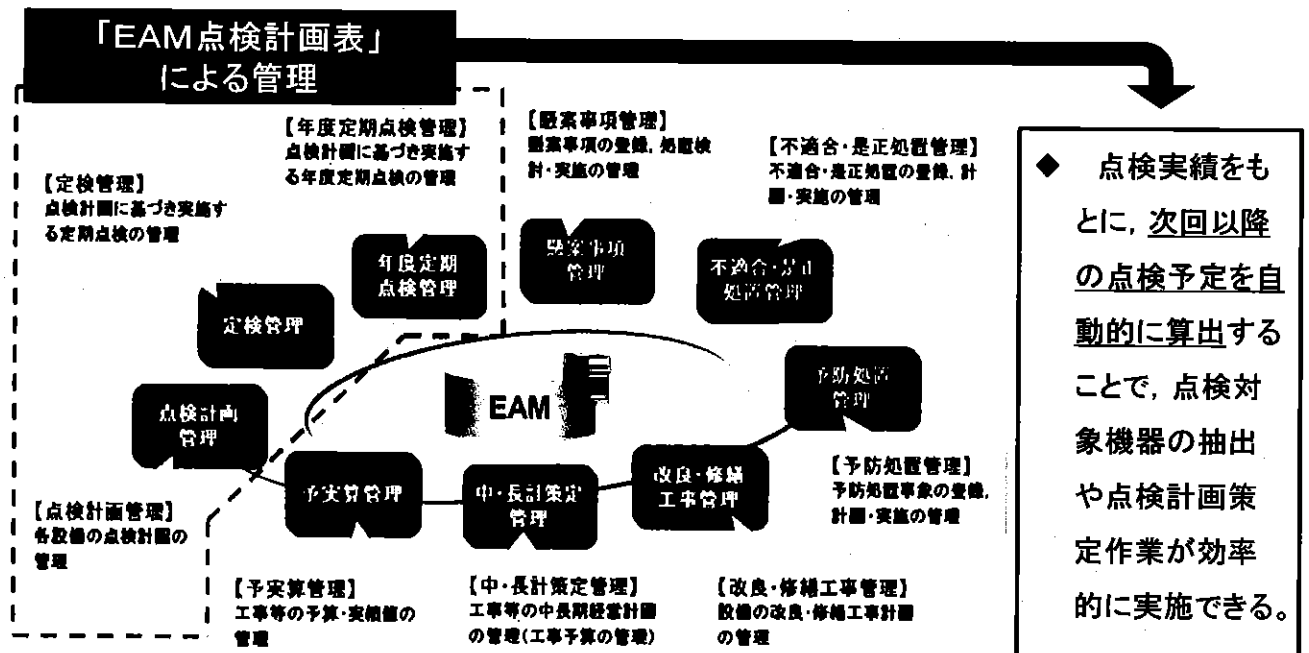 「EAM点検計画表」
による管理
【年度定期点検管理】
点検計画に基づき実施す
る年度定期点検の管理
【懸案事項管理】
懸案事項の登録, 処置検
討・実施の管理
【不適合・是正処置管理】
不適合・是正処置の登録, 計
画・実施の管理
【定検管理】
点検計画に基づき実施す
る定期点検の管理
年度定期
点検管理
懸案事項
管理
不適合・是正
処置管理
定検管理
点検計画
管理
EAM
予防処置
管理
予実算管理
中・長計策定
管理
改良・修繕
工事管理
【点検計画管理】
各設備の点検計画の
管理
【予防処置管理】
予防処置事象の登録,
計画・実施の管理
【予実算管理】
工事等の予算・実績値の
管理
【中・長計策定管理】
工事等の中長期経営計画
の管理(工事予算の管理)
【改良・修繕工事管理】
設備の改良・修繕工事計画
の管理
◆ 点検実績をも
とに, 次回以降
の点検予定を自
動的に算出する
ことで, 点検対
象機器の抽出
や点検計画策
定作業が効率
的に実施できる。